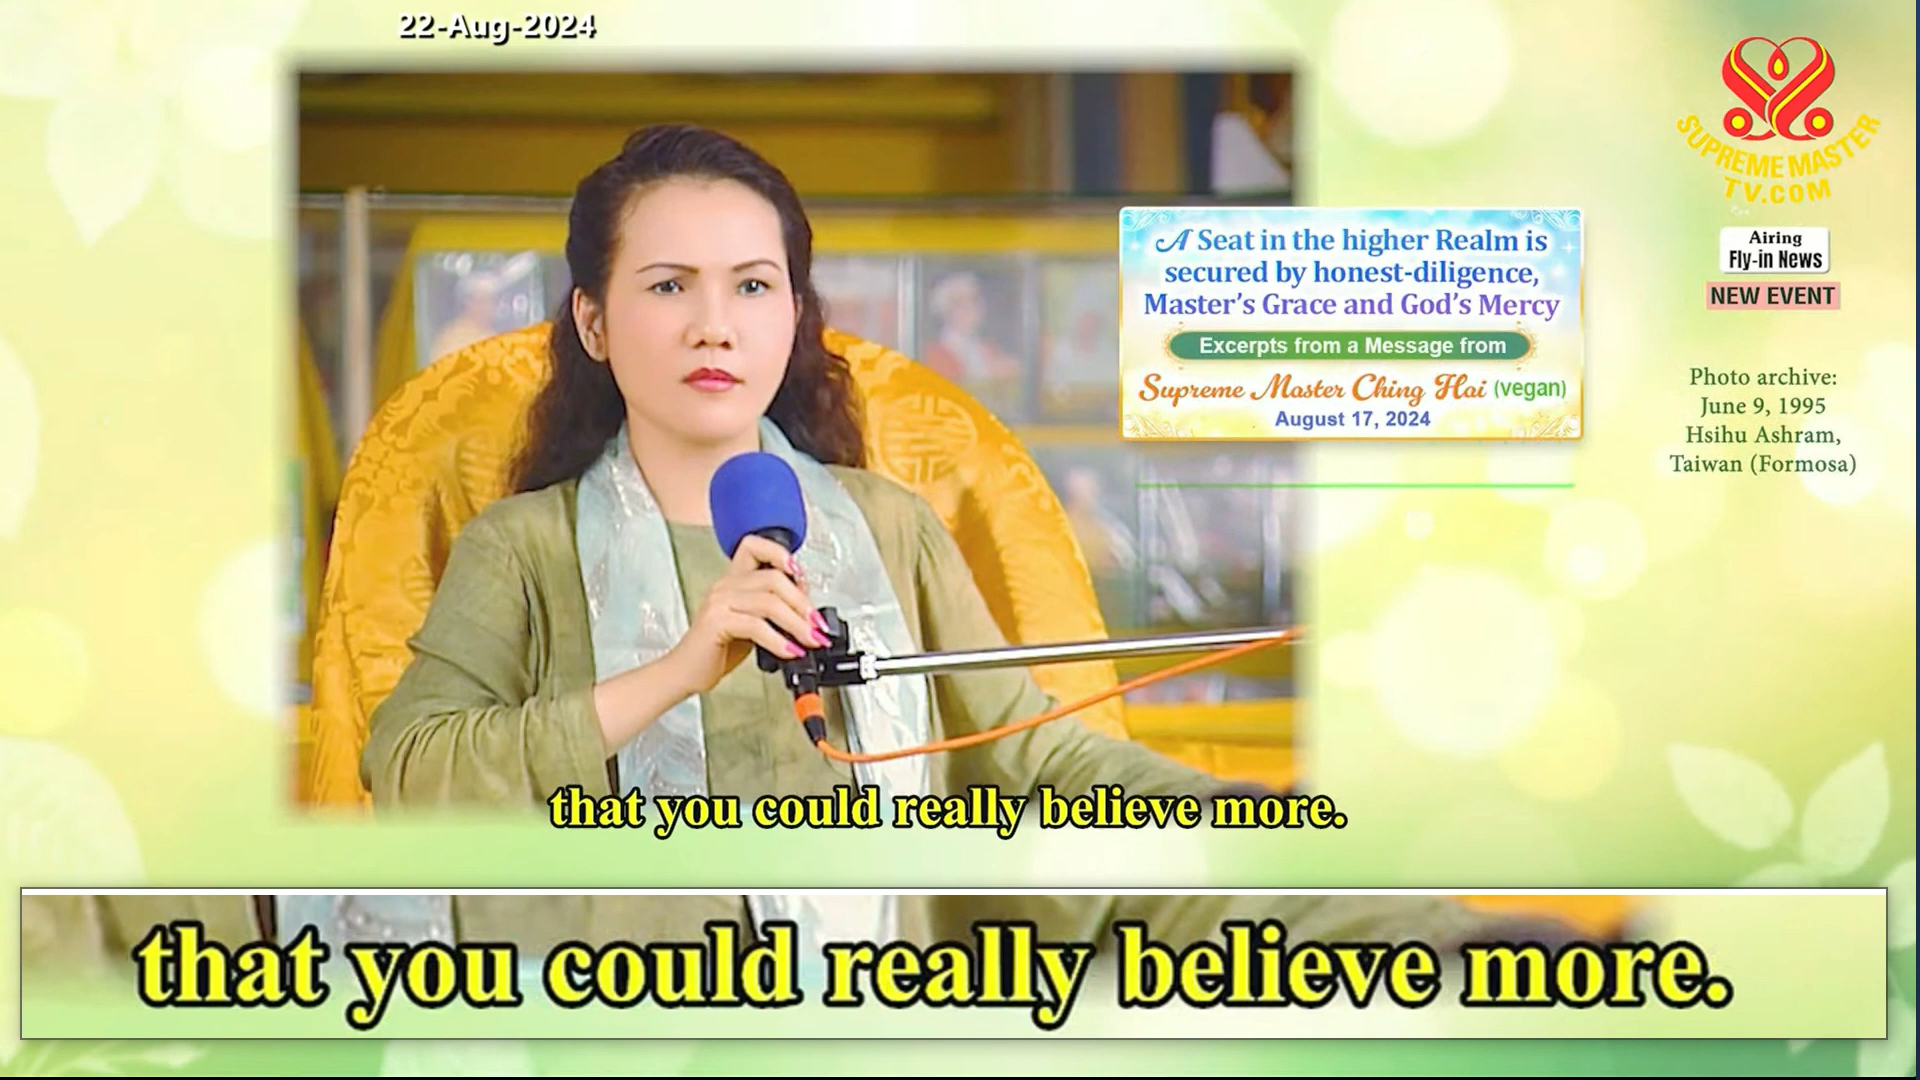 22-Aug-2024
SUPREME MASTER
TV.COM
A Seat in the higher Realm is
secured by honest-diligence,
Master's Grace and God's Mercy
Excerpts from a Message from
Supreme Master Ching Hai (vegan)
August 17, 2024
Airing
Fly-in News
NEW EVENT
Photo archive:
June 9, 1995
Hsihu Ashram,
Taiwan (Formosa)
that you could really believe more.
that you could really believe more.